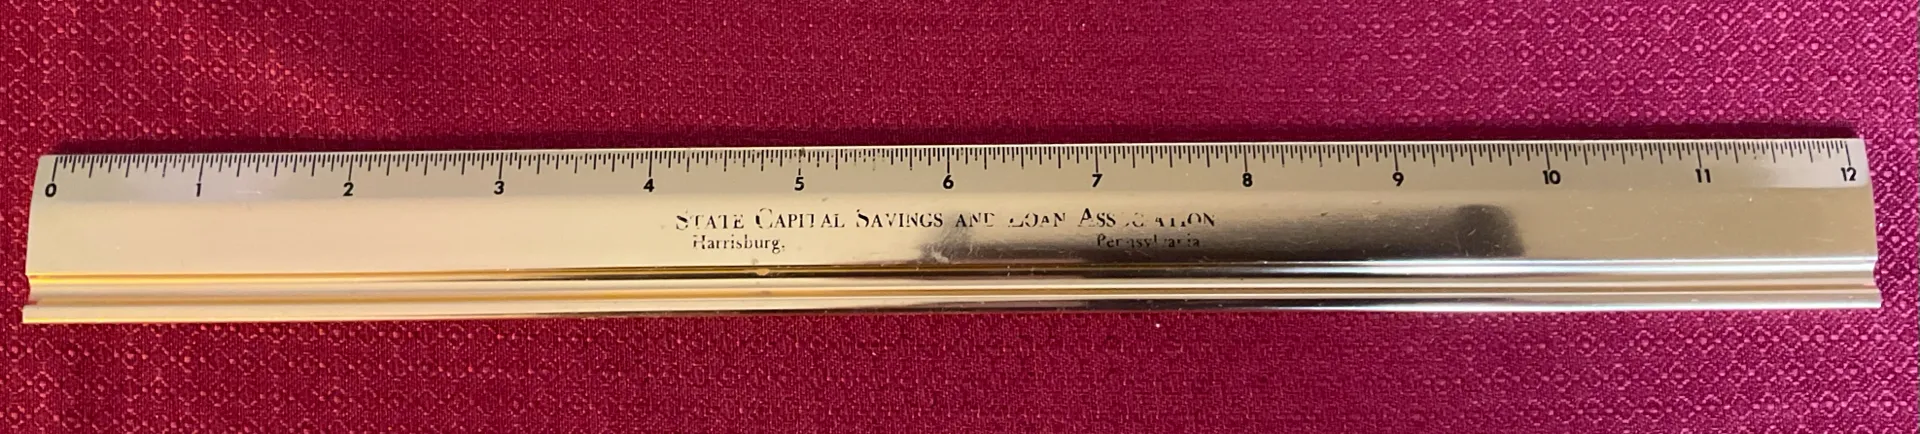 0 1 2 3 4 5 6 7 8 9 10 11 12
STATE CAPITAL SAVINGS AND LOAN ASSOCIATION
Harrisburg, Pennsylvania